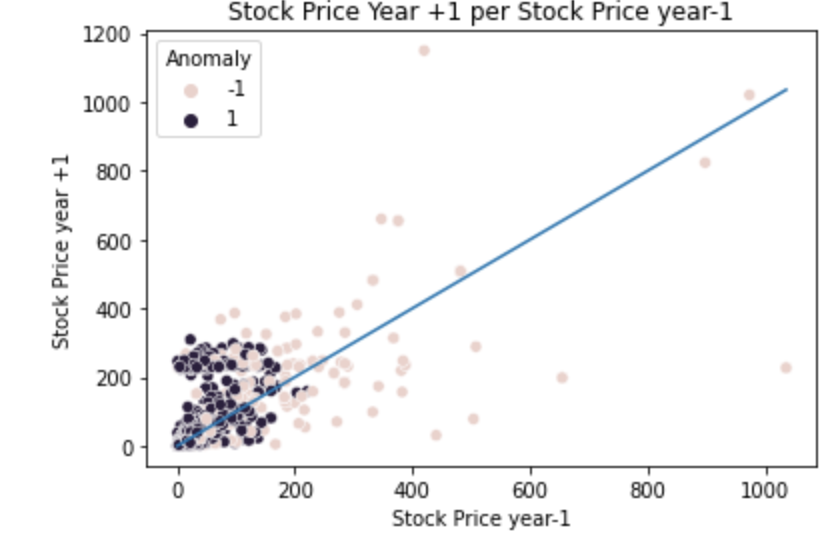 Stock Price Year +1 per Stock Price year-1
Anomaly
-1
1
1200
1000
800
600
400
200
0
Stock Price year +1
0 200 400 600 800 1000
Stock Price year-1